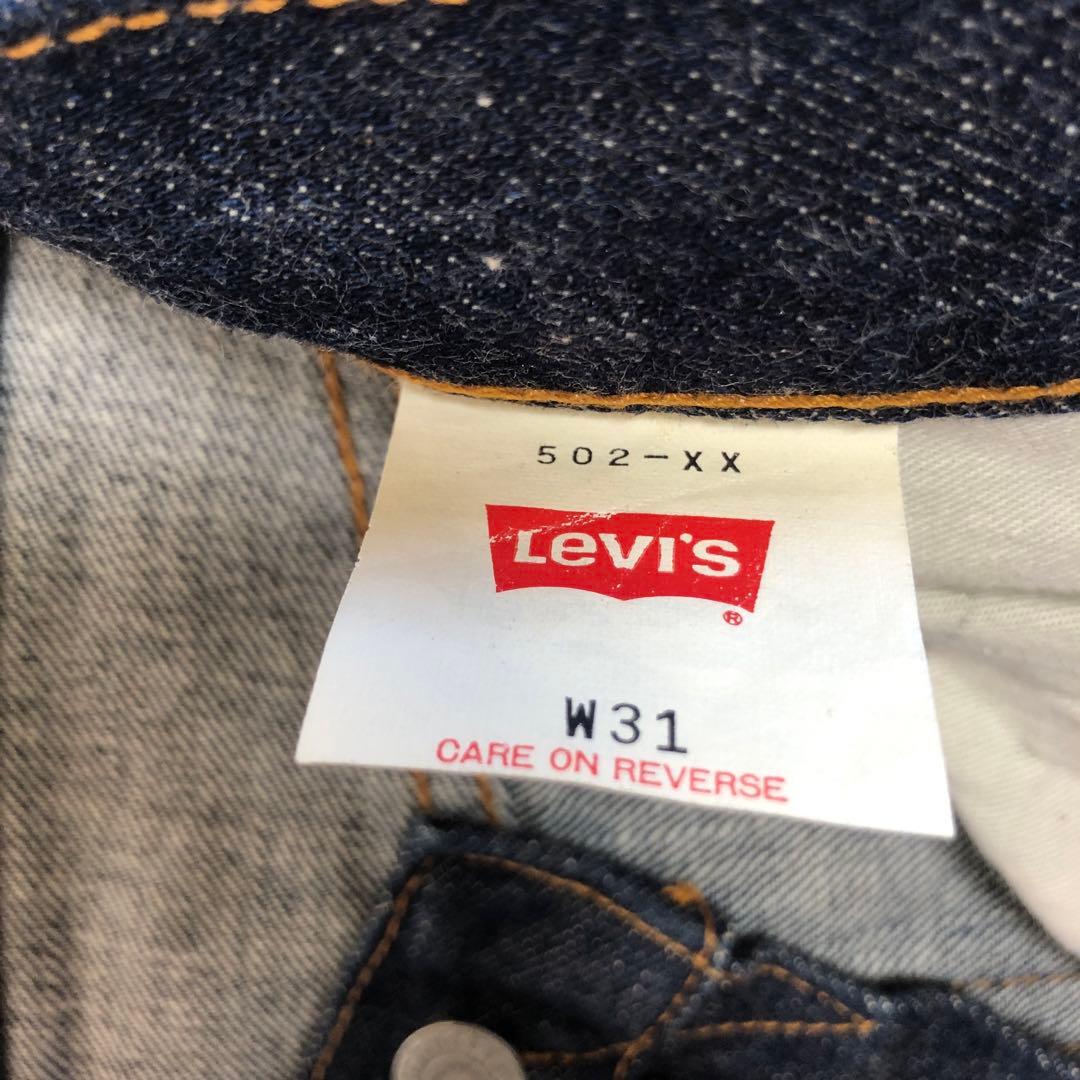 502-XX
Levi's
®
W31
CARE ON REVERSE